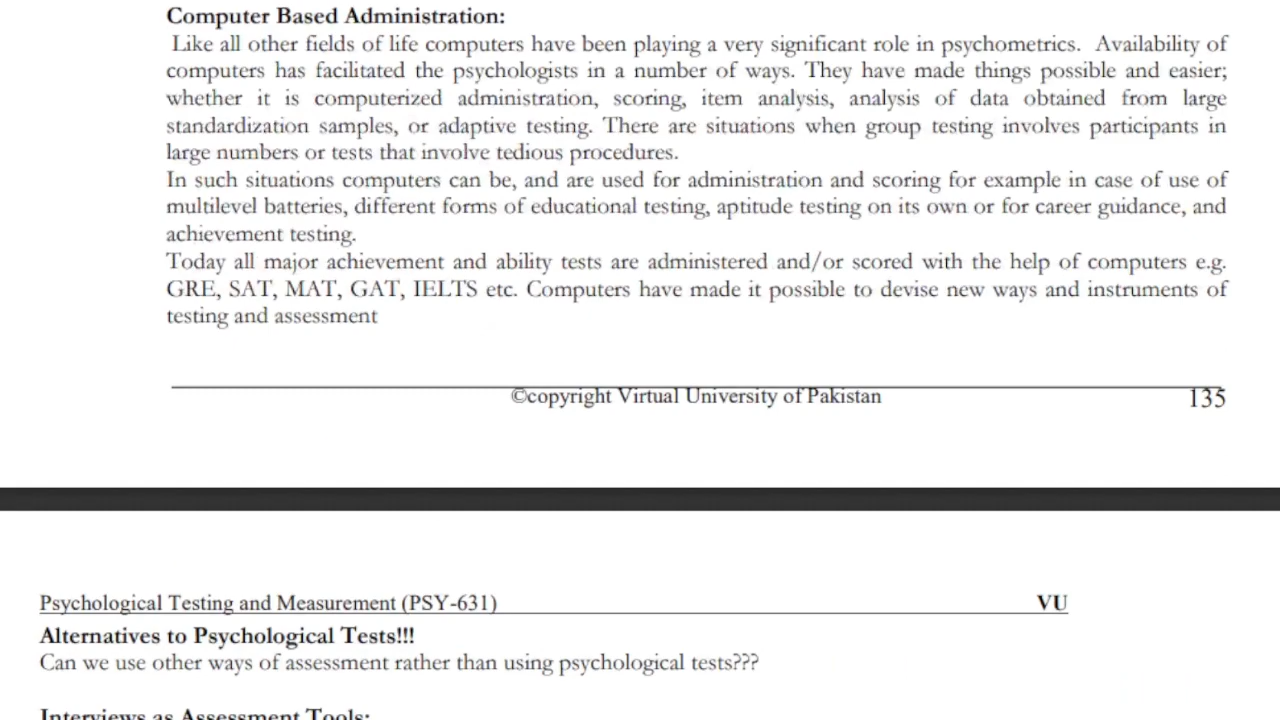 Computer Based Administration:
Like all other fields of life computers have been playing a very significant role in psychometrics. Availability of
computers has facilitated the psychologists in a number of ways. They have made things possible and easier;
whether it is computerized administration, scoring, item analysis, analysis of data obtained from large
standardization samples, or adaptive testing. There are situations when group testing involves participants in
large numbers or tests that involve tedious procedures.
In such situations computers can be, and are used for administration and scoring for example in case of use of
multilevel batteries, different forms of educational testing, aptitude testing on its own or for career guidance, and
achievement testing.
Today all major achievement and ability tests are administered and/or scored with the help of computers e.g.
GRE, SAT, MAT, GAT, IELTS etc. Computers have made it possible to devise new ways and instruments of
testing and assessment
©copyright Virtual University of Pakistan 135
Psychological Testing and Measurement (PSY-631) VU
Alternatives to Psychological Tests!!!
Can we use other ways of assessment rather than using psychological tests???
Interviews as Assessment Tools: